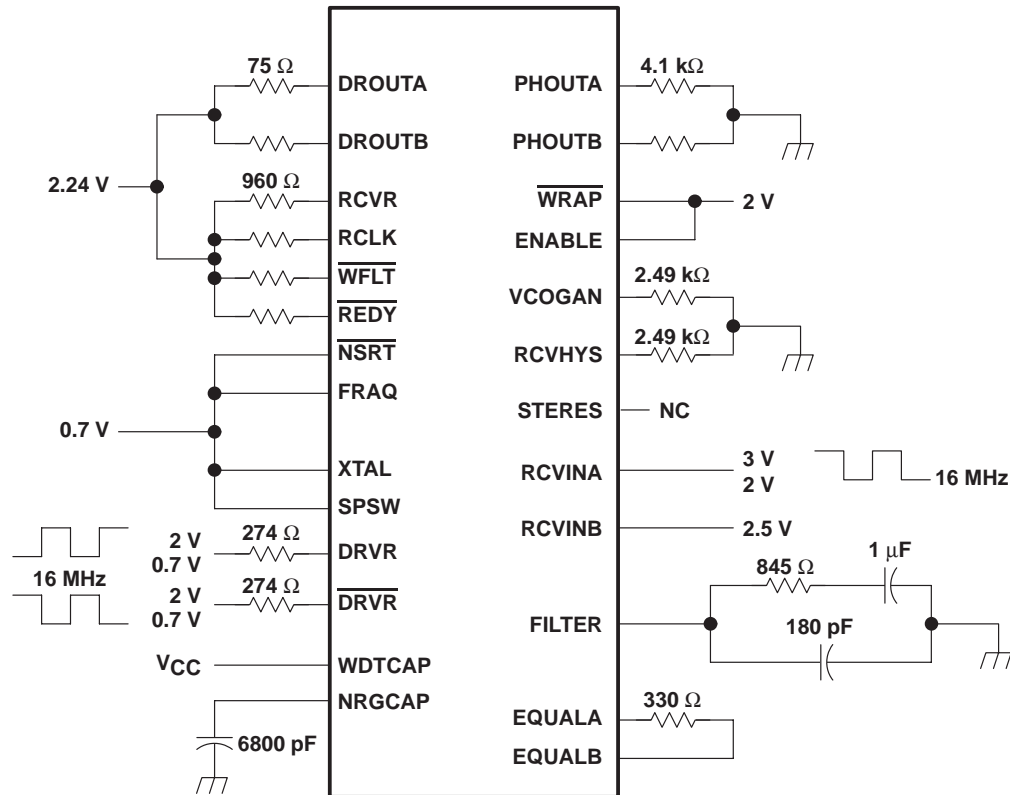 75 Ω
DROUTA
DROUTB
2.24 V
960 Ω
RCVR
RCLK
WFLT
REDY
NSRT
FRAQ
0.7 V
XTAL
SPSW
2 V
0.7 V
274 Ω
DRVR
16 MHz
2 V
0.7 V
274 Ω
DRVR
VCC
WDTCAP
NRGCAP
6800 pF
4.1 kΩ
PHOUTA
PHOUTB
WRAP
2 V
ENABLE
2.49 kΩ
VCOGAN
2.49 kΩ
RCVHYS
STERES
NC
RCVINA
3 V
2 V
16 MHz
RCVINB
2.5 V
1 μF
845 Ω
FILTER
180 pF
330 Ω
EQUALA
EQUALB